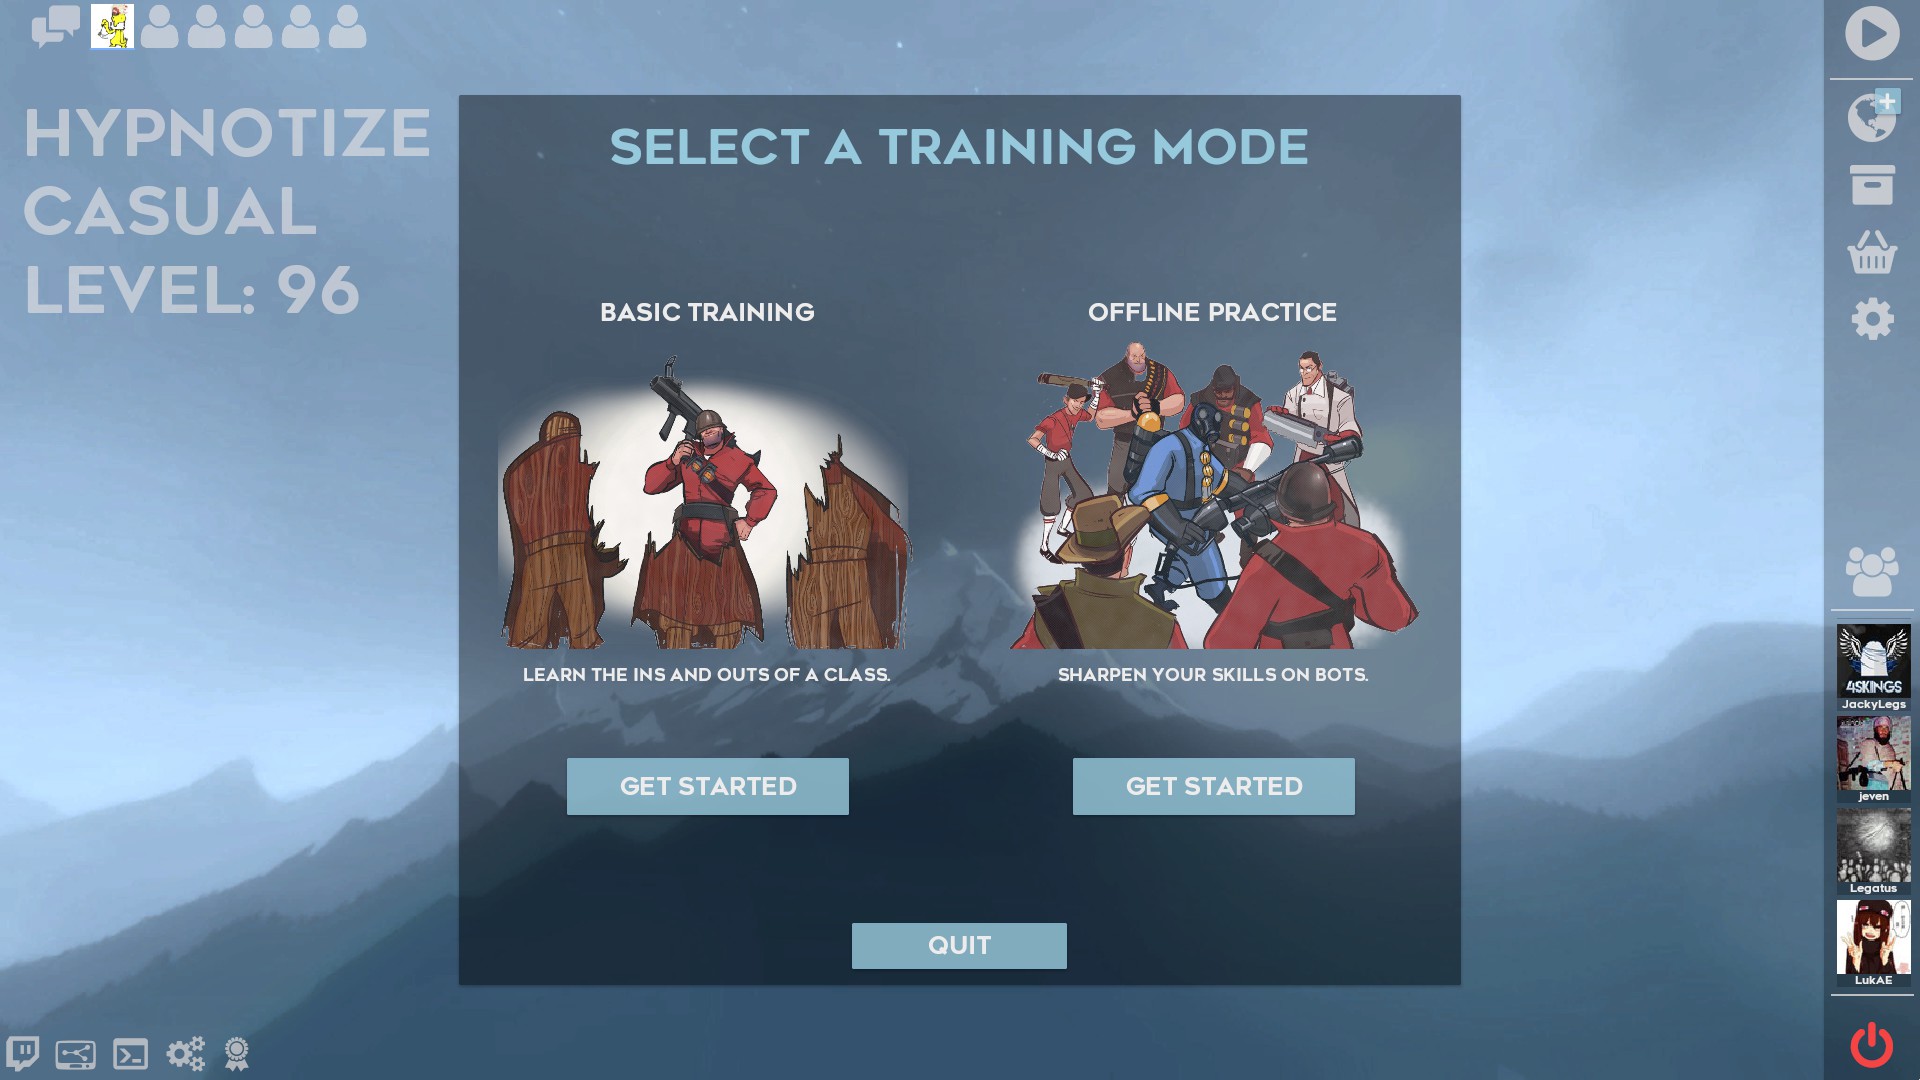 HYPNOTIZE
CASUAL
LEVEL: 96
SELECT A TRAINING MODE
BASIC TRAINING
OFFLINE PRACTICE
LEARN THE INS AND OUTS OF A CLASS.
SHARPEN YOUR SKILLS ON BOTS.
GET STARTED
GET STARTED
QUIT
4SKINGS
JackyLegs
jeven
Legatus
LukAE